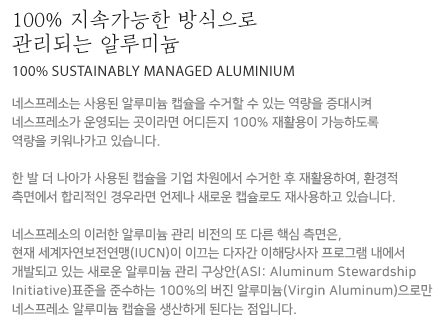 100% 지속가능한 방식으로
관리되는 알루미늄
100% SUSTAINABLY MANAGED ALUMINIUM
네스프레소는 사용된 알루미늄 캡슐을 수거할 수 있는 역량을 증대시켜
네스프레소가 운영되는 곳이라면 어디든지 100% 재활용이 가능하도록
역량을 키워나가고 있습니다.
한 발 더 나아가 사용된 캡슐을 기업 차원에서 수거한 후 재활용하여, 환경적
측면에서 합리적인 경우라면 언제나 새로운 캡슐로도 재사용하고 있습니다.
네스프레소의 이러한 알루미늄 관리 비전의 또 다른 핵심 측면은,
현재 세계자연보전연맹(IUCN)이 이끄는 다자간 이해당사자 프로그램 내에서
개발되고 있는 새로운 알루미늄 관리 구상안(ASI: Aluminum Stewardship
Initiative)표준을 준수하는 100%의 버진 알루미늄(Virgin Aluminum)으로만
네스프레소 알루미늄 캡슐을 생산하게 된다는 점입니다.